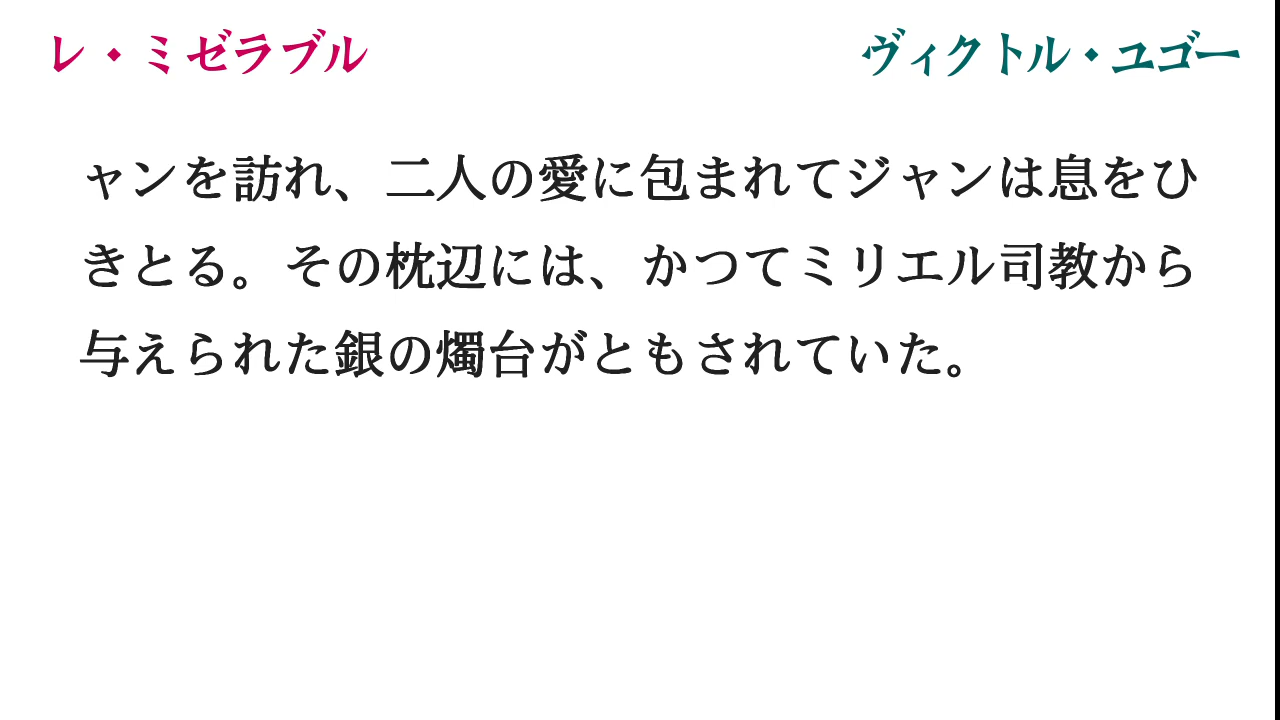 レ・ミゼラブル
ヴィクトル・ユゴー
ャンを訪れ、二人の愛に包まれてジャンは息をひ
きとる。その枕辺には、かつてミリエル司教から
与えられた銀の燭台がともされていた。